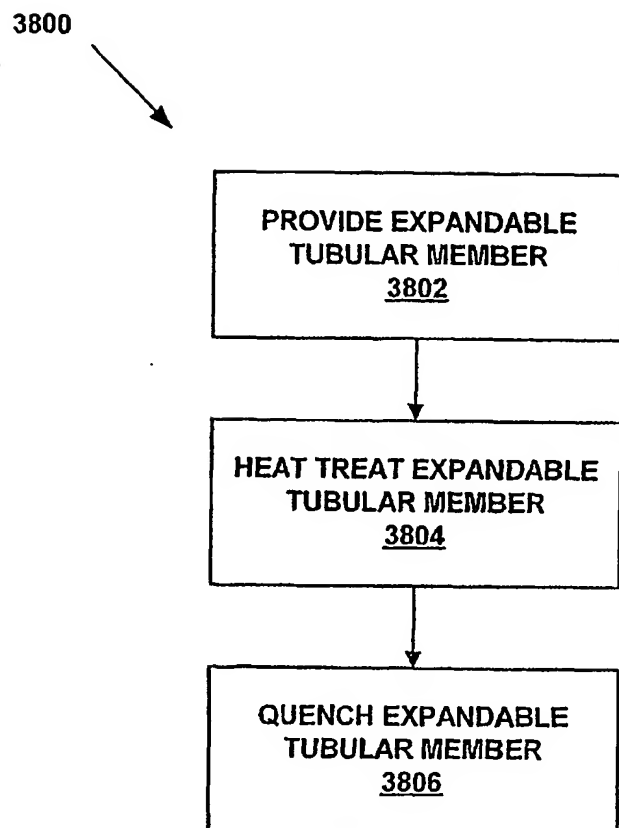 3800
PROVIDE EXPANDABLE
TUBULAR MEMBER
3802
HEAT TREAT EXPANDABLE
TUBULAR MEMBER
3804
QUENCH EXPANDABLE
TUBULAR MEMBER
3806